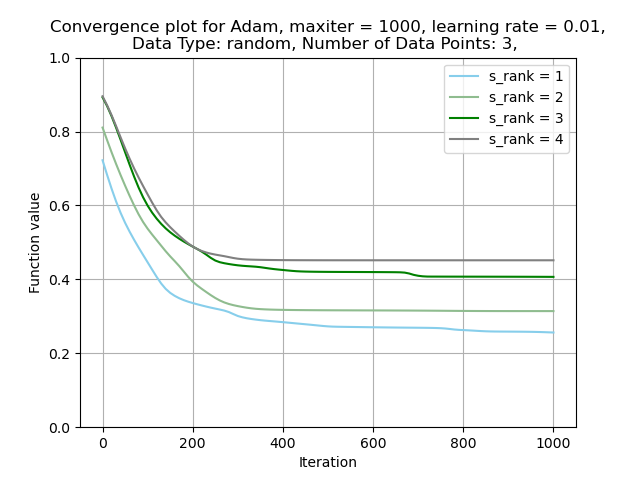 Convergence plot for Adam, maxiter = 1000, learning rate = 0.01,
Data Type: random, Number of Data Points: 3,
1.0
0.8
0.6
0.4
0.2
0.0
Function value
s_rank = 1
s_rank = 2
s_rank = 3
s_rank = 4
0 200 400 600 800 1000
Iteration